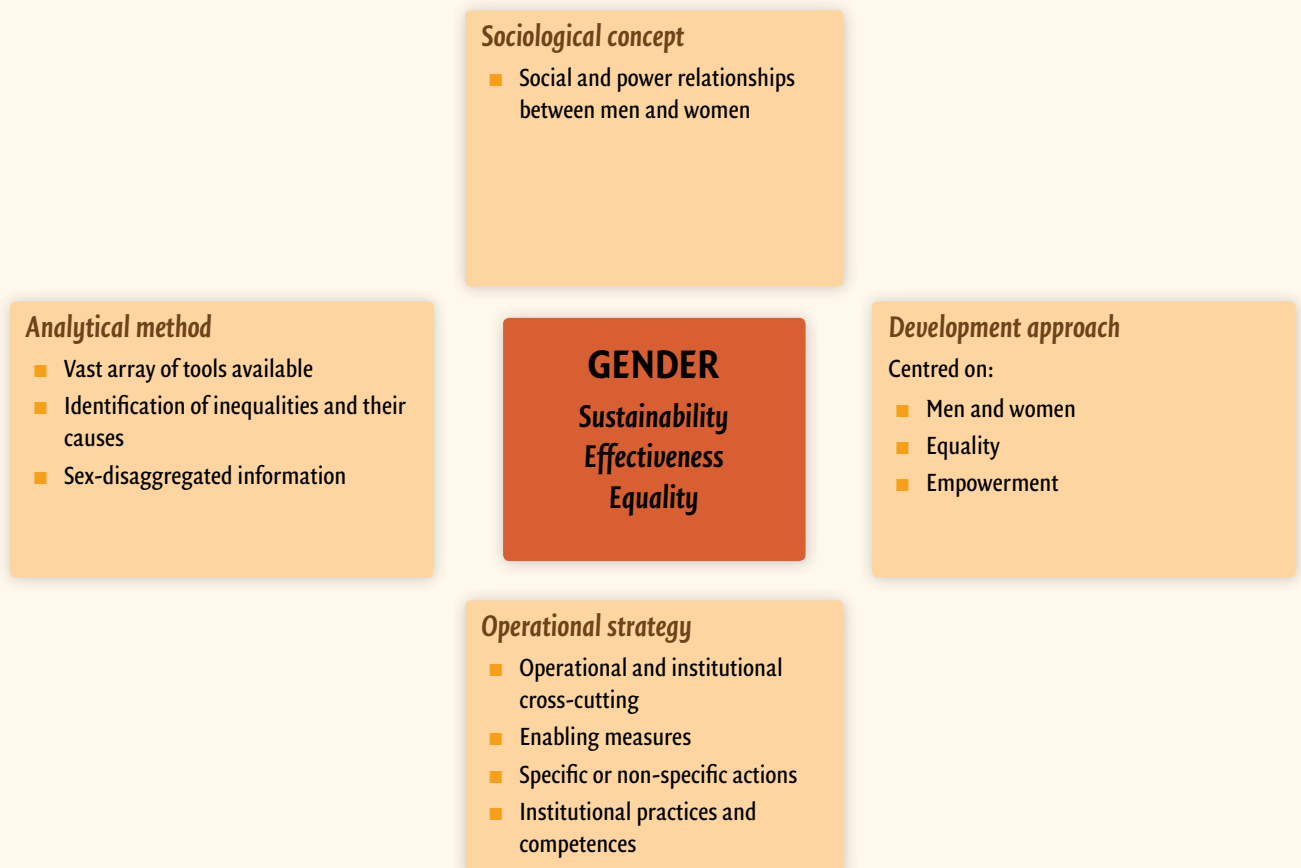 Sociological concept
■ Social and power relationships
between men and women
Analytical method
■ Vast array of tools available
■ Identification of inequalities and their
causes
■ Sex-disaggregated information
GENDER
Sustainability
Effectiveness
Equality
Development approach
Centred on:
■ Men and women
■ Equality
■ Empowerment
Operational strategy
■ Operational and institutional
cross-cutting
■ Enabling measures
■ Specific or non-specific actions
■ Institutional practices and
competences